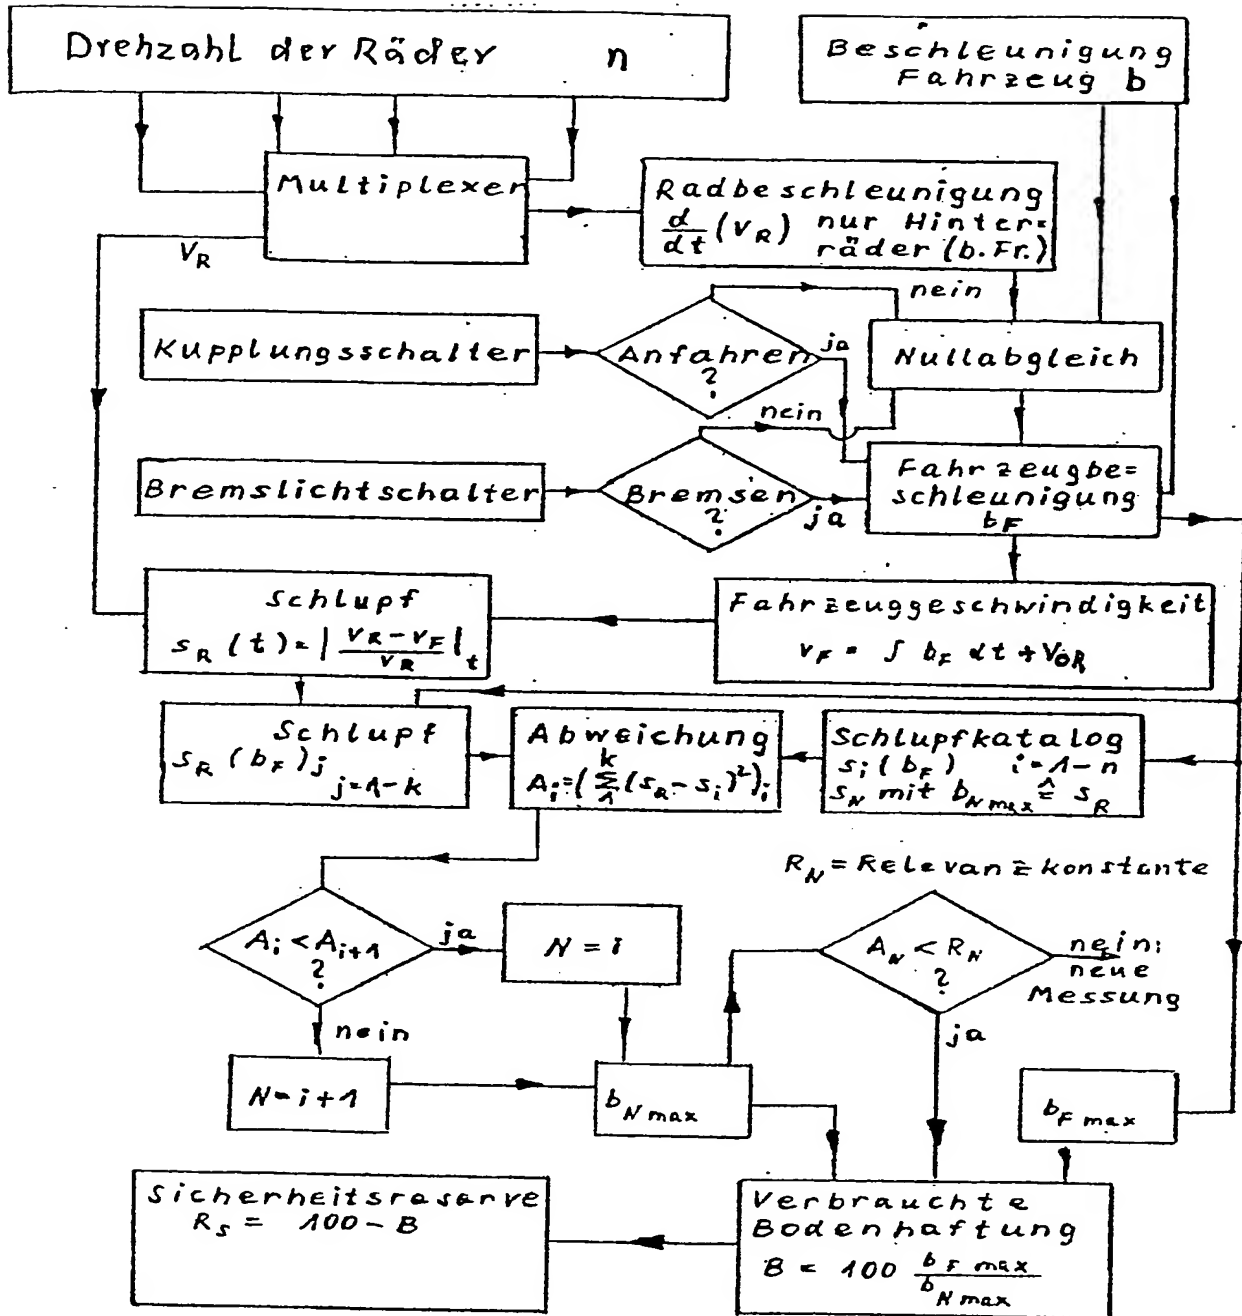 Drehzahl der Räder n
Beschleunigung
Fahrzeug b
Multiplexer
Radbeschleunigung
d/dt (V_R) nur Hinter=
räder (b. Fr.)
V_R
nein
Kupplungsschalter
Anfahren
?
ja
Nullabgleich
nein
Bremslichtschalter
Bremsen
?
ja
Fahrzeugbe=
schleunigung
b_F
Schlupf
s_R (t) = | (v_R - v_F) / v_R |_t
Fahrzeuggeschwindigkeit
v_F = ∫ b_F dt + V_OR
Schlupf
s_R (b_F)_j
j=1-k
Abweichung
A_i = ( k Σ 1 (s_R - s_i)² )_i
Schlupfkatalog
s_i (b_F) i=1-n
s_N mit b_N max ≙ s_R
R_N = Relevanzkonstante
A_i < A_i+1
?
ja
N = i
A_N < R_N
?
nein:
neue
Messung
nein
ja
N = i + 1
b_N max
b_F max
Sicherheitsreserve
R_S = 100 - B
Verbrauchte
Bodenhaftung
B = 100 b_F max / b_N max